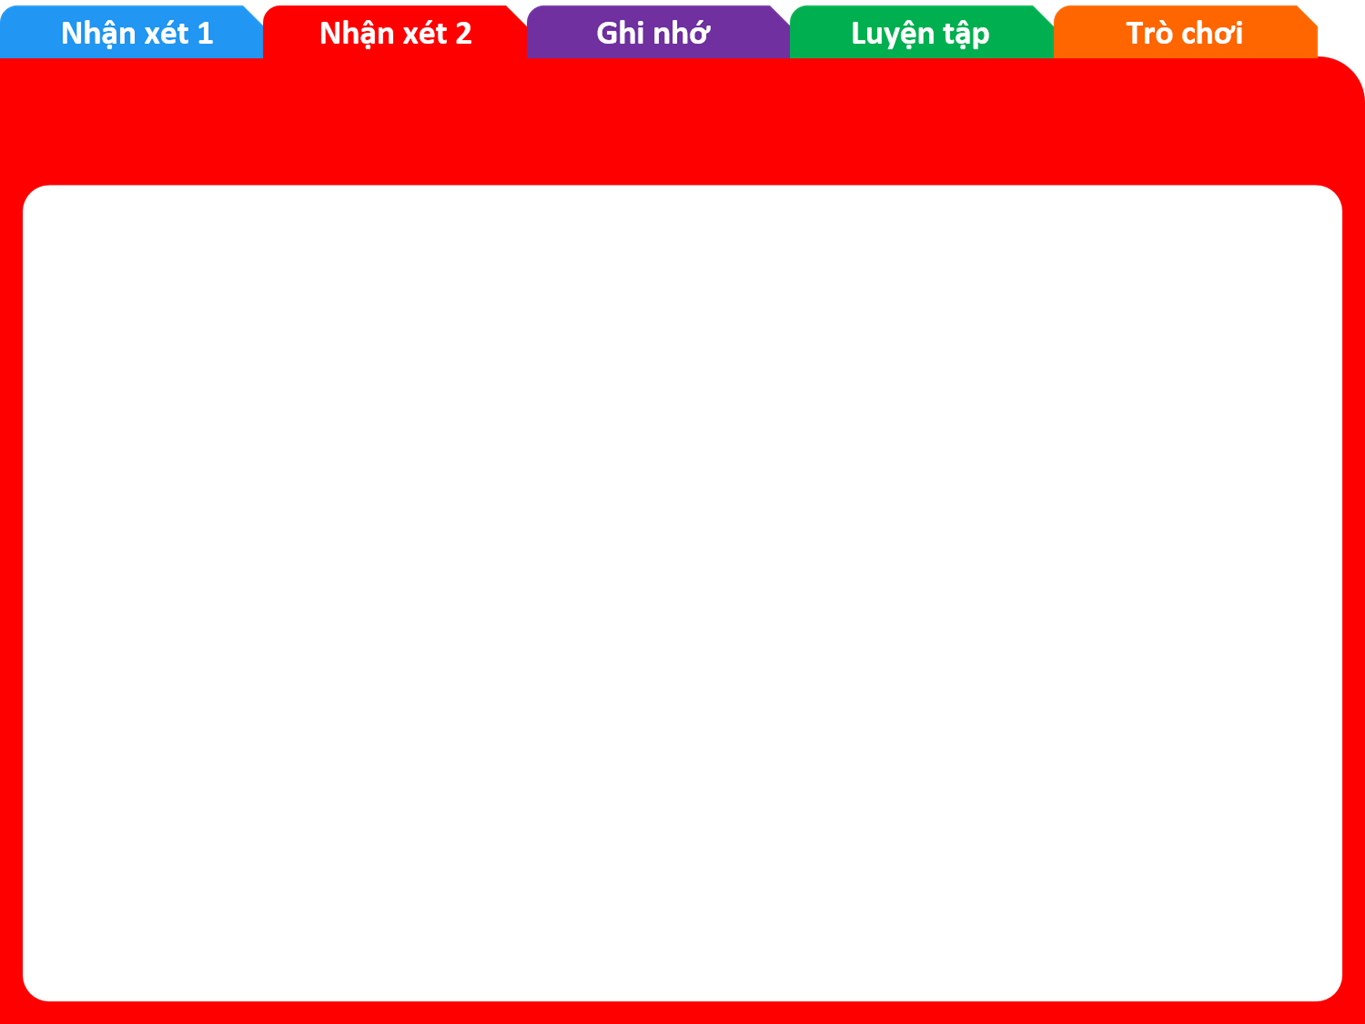 Nhận xét 1
Nhận xét 2
Ghi nhớ
Luyện tập
Trò chơi